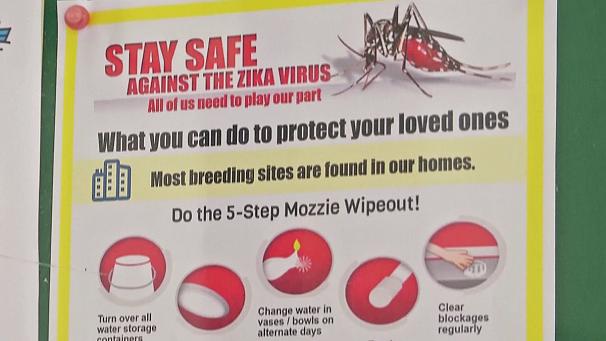 STAY SAFE
AGAINST THE ZIKA VIRUS
All of us need to play our part
What you can do to protect your loved ones
Most breeding sites are found in our homes.
Do the 5-Step Mozzie Wipeout!
Turn over all
water storage
containers
Change water in
vases / bowls on
alternate days
Clear
blockages
regularly